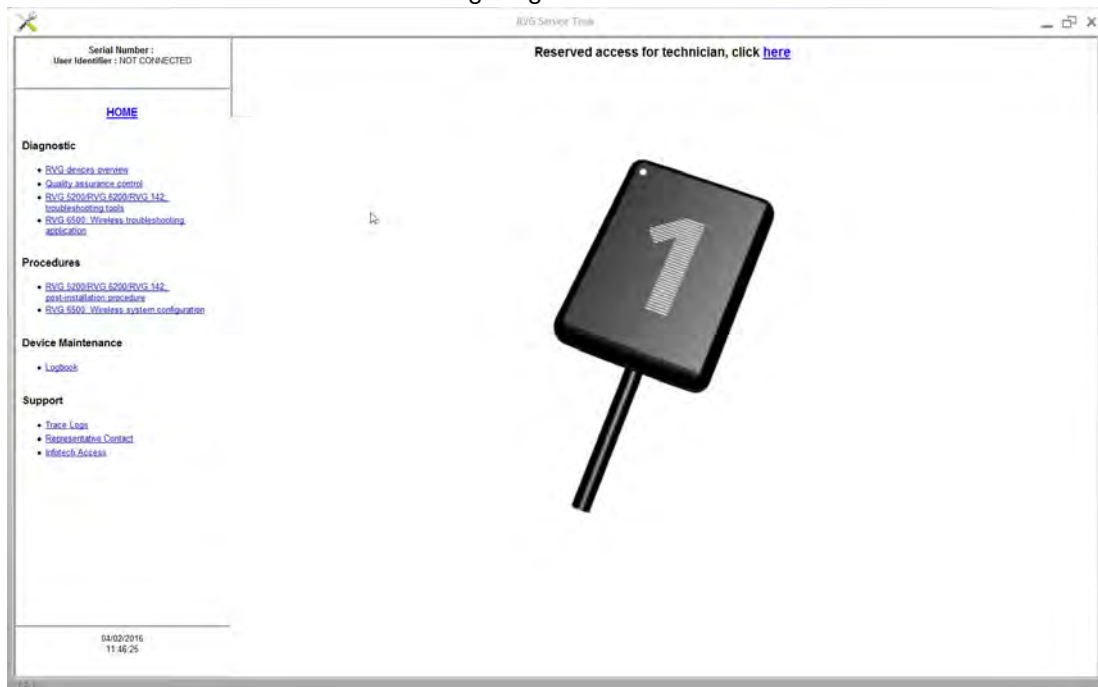 RVG Service Tools
Serial Number :
User Identifier : NOT CONNECTED
Reserved access for technician, click here
HOME
Diagnostic
• RVG devices overview
• Quality assurance control
• RVG 5200/RVG 6200/RVG 142:
troubleshooting tools
• RVG 6500: Wireless troubleshooting
application
Procedures
• RVG 5200/RVG 6200/RVG 142:
post-installation procedure
• RVG 6500: Wireless system configuration
Device Maintenance
• Logbook
Support
• Trace Logs
• Representative Contact
• Infotech Access
1
04/02/2016
11:46:25